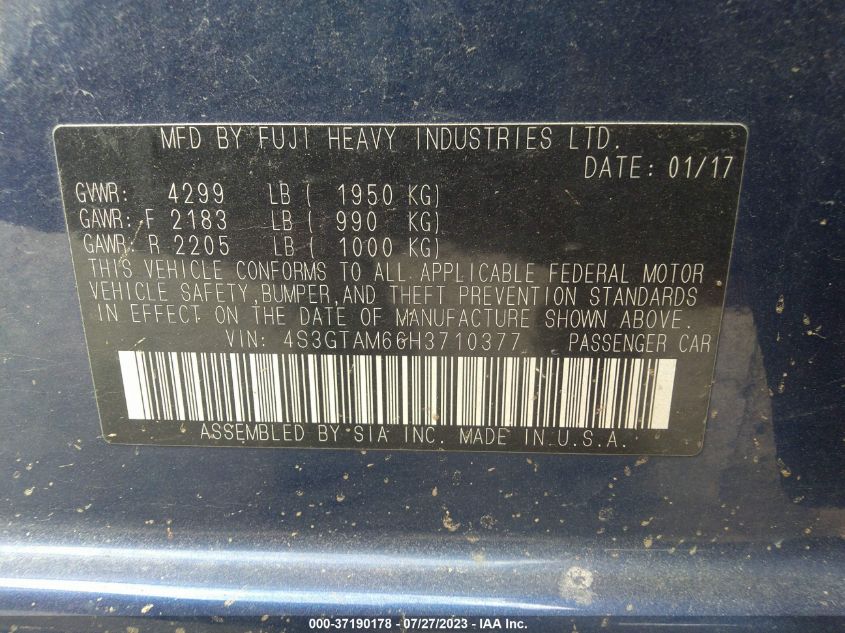 MFD BY FUJI HEAVY INDUSTRIES LTD.
DATE: 01/17
GVWR: 4299 LB ( 1950 KG)
GAWR: F 2183 LB ( 990 KG)
GAWR: R 2205 LB ( 1000 KG)
THIS VEHICLE CONFORMS TO ALL APPLICABLE FEDERAL MOTOR
VEHICLE SAFETY,BUMPER,AND THEFT PREVENTION STANDARDS
IN EFFECT ON THE DATE OF MANUFACTURE SHOWN ABOVE.
VIN: 4S3GTAM66H3710377 PASSENGER CAR
ASSEMBLED BY SIA INC. MADE IN U.S.A.
000-37190178 - 07/27/2023 - IAA Inc.